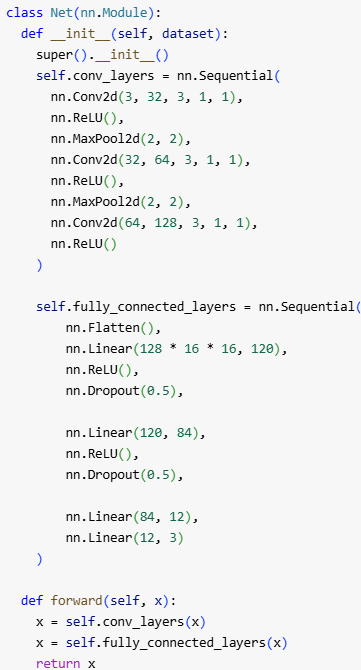 class Net(nn.Module):
  def __init__(self, dataset):
    super().__init__()
    self.conv_layers = nn.Sequential(
      nn.Conv2d(3, 32, 3, 1, 1),
      nn.ReLU(),
      nn.MaxPool2d(2, 2),
      nn.Conv2d(32, 64, 3, 1, 1),
      nn.ReLU(),
      nn.MaxPool2d(2, 2),
      nn.Conv2d(64, 128, 3, 1, 1),
      nn.ReLU()
    )

    self.fully_connected_layers = nn.Sequential(
        nn.Flatten(),
        nn.Linear(128 * 16 * 16, 120),
        nn.ReLU(),
        nn.Dropout(0.5),

        nn.Linear(120, 84),
        nn.ReLU(),
        nn.Dropout(0.5),

        nn.Linear(84, 12),
        nn.Linear(12, 3)
    )

  def forward(self, x):
    x = self.conv_layers(x)
    x = self.fully_connected_layers(x)
    return x